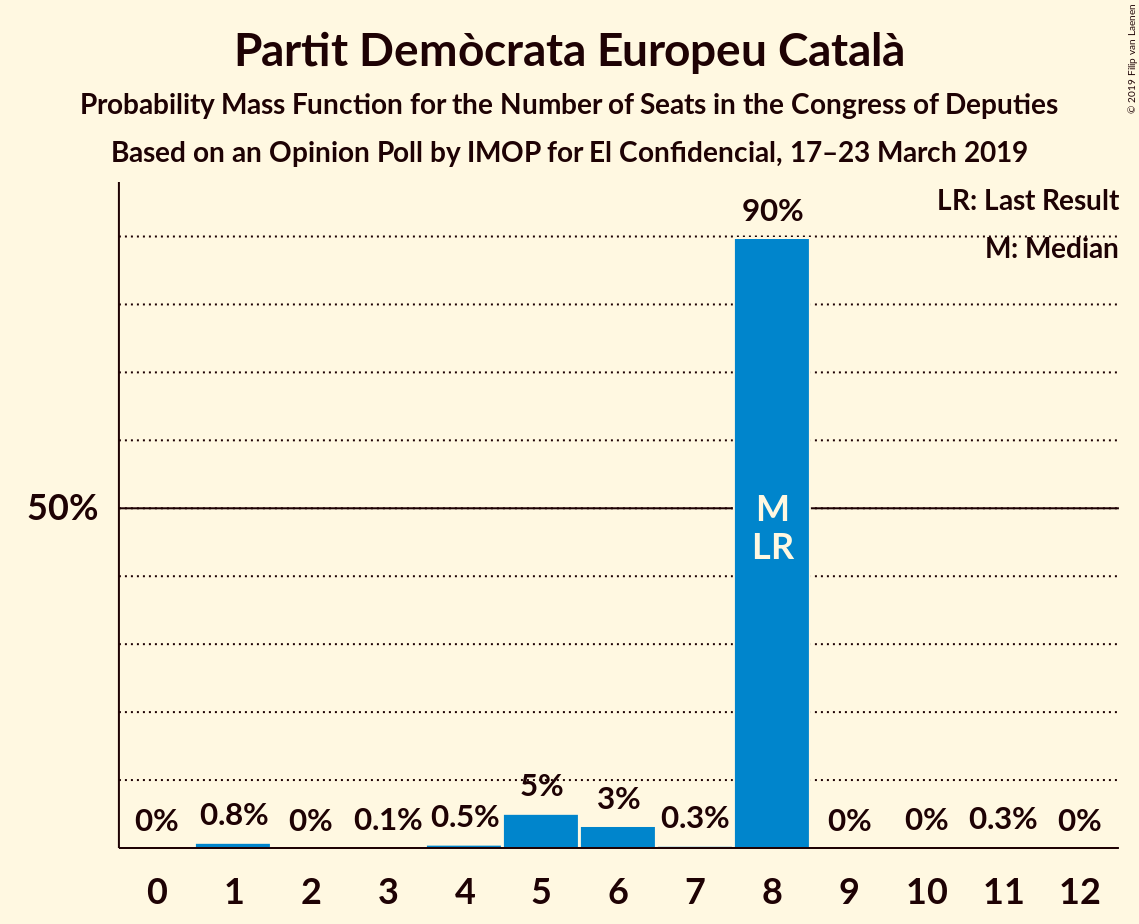 Partit Demòcrata Europeu Català
Probability Mass Function for the Number of Seats in the Congress of Deputies
Based on an Opinion Poll by IMOP for El Confidencial, 17–23 March 2019
© 2019 Filip van Laenen
LR: Last Result
M: Median
90%
50%
M
LR
0% 0.8% 0% 0.1% 0.5% 5% 3% 0.3% 0% 0% 0.3% 0%
0 1 2 3 4 5 6 7 8 9 10 11 12